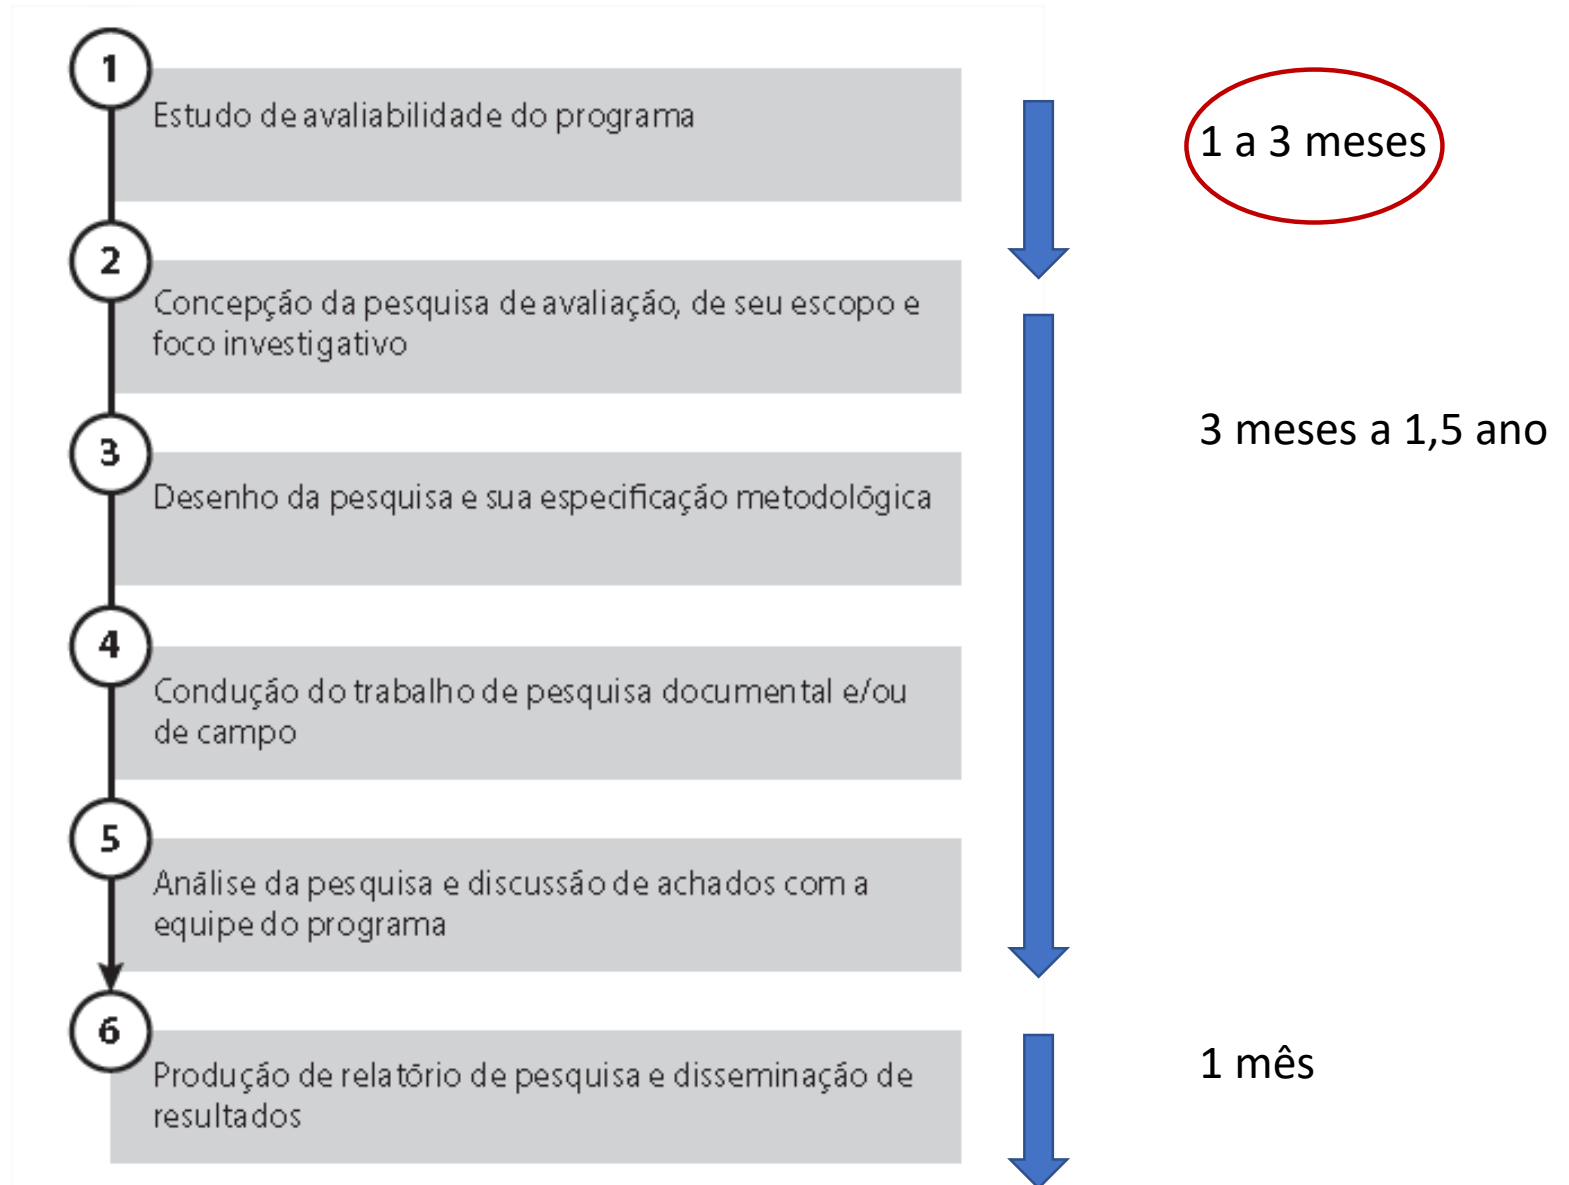 1
Estudo de avaliabilidade do programa
1 a 3 meses
2
Concepção da pesquisa de avaliação, de seu escopo e
foco investigativo
3
Desenho da pesquisa e sua especificação metodológica
3 meses a 1,5 ano
4
Condução do trabalho de pesquisa documental e/ou
de campo
5
Análise da pesquisa e discussão de achados com a
equipe do programa
6
Produção de relatório de pesquisa e disseminação de
resultados
1 mês